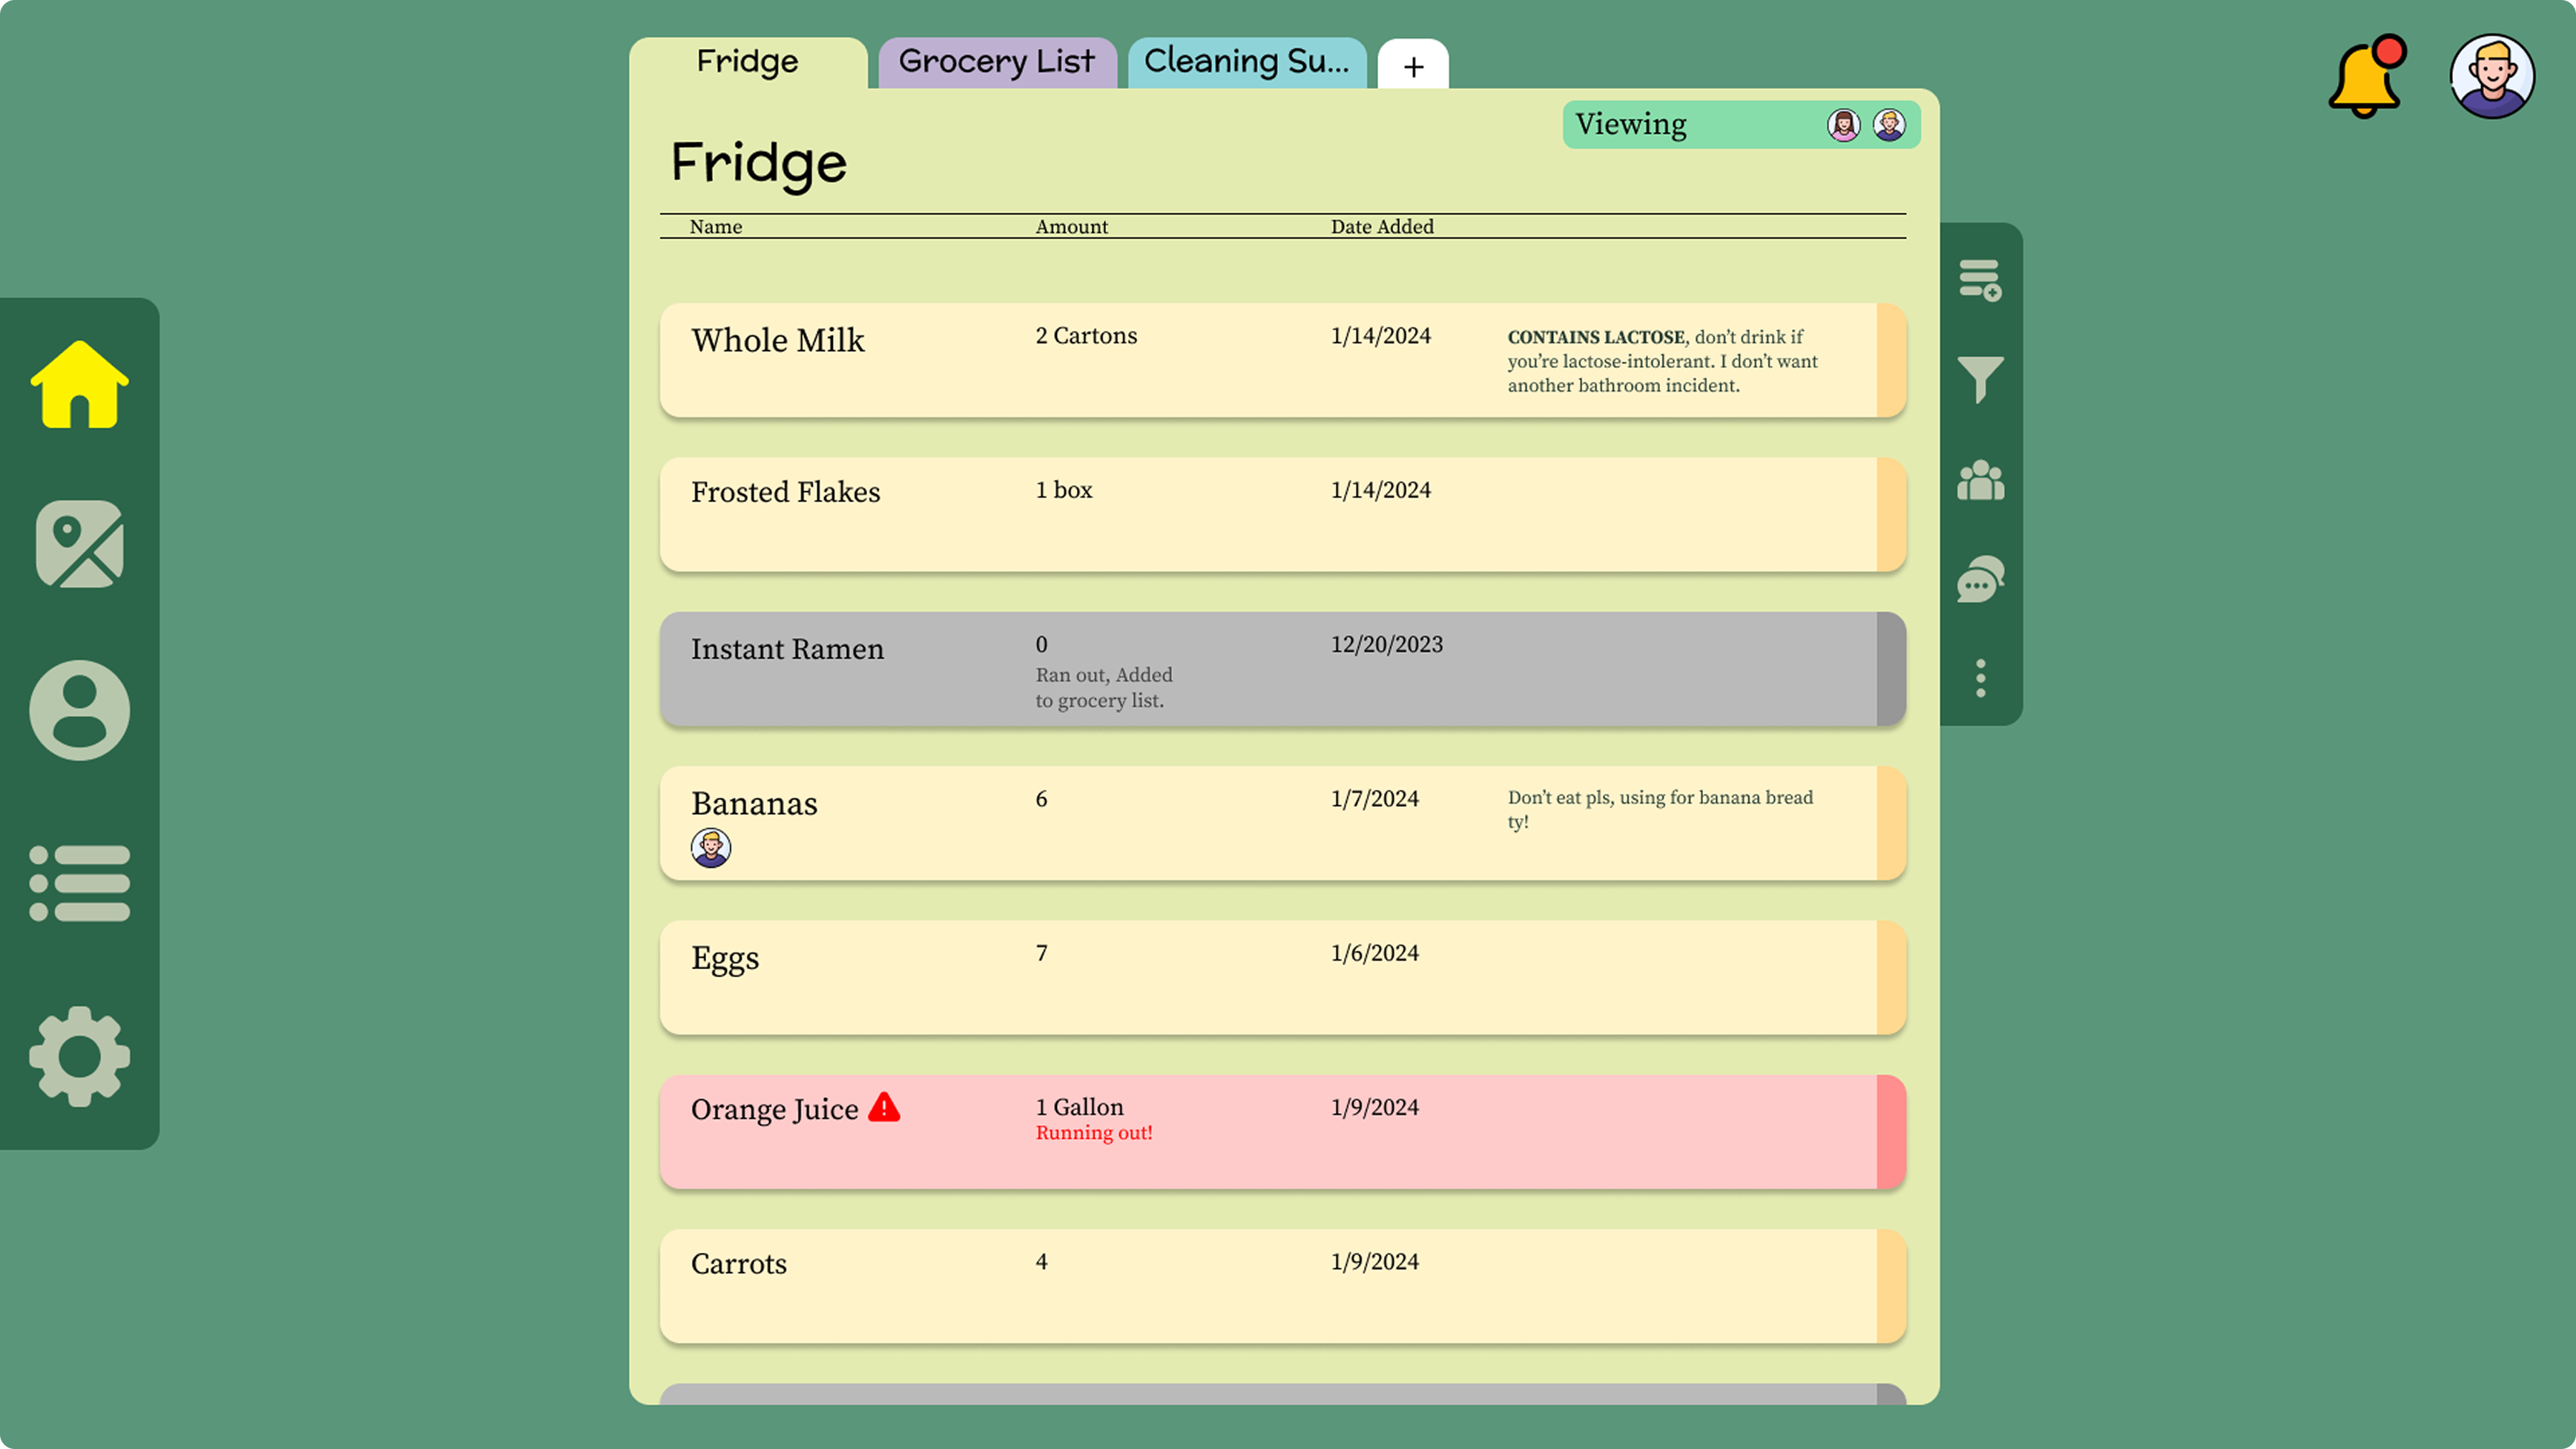 Fridge
Grocery List
Cleaning Su...
+
Viewing
Fridge
Name Amount Date Added
Whole Milk 2 Cartons 1/14/2024 CONTAINS LACTOSE, don’t drink if
you’re lactose-intolerant. I don’t want
another bathroom incident.
Frosted Flakes 1 box 1/14/2024
Instant Ramen 0 12/20/2023
Ran out, Added
to grocery list.
Bananas 6 1/7/2024 Don’t eat pls, using for banana bread
ty!
Eggs 7 1/6/2024
Orange Juice 1 Gallon 1/9/2024
Running out!
Carrots 4 1/9/2024